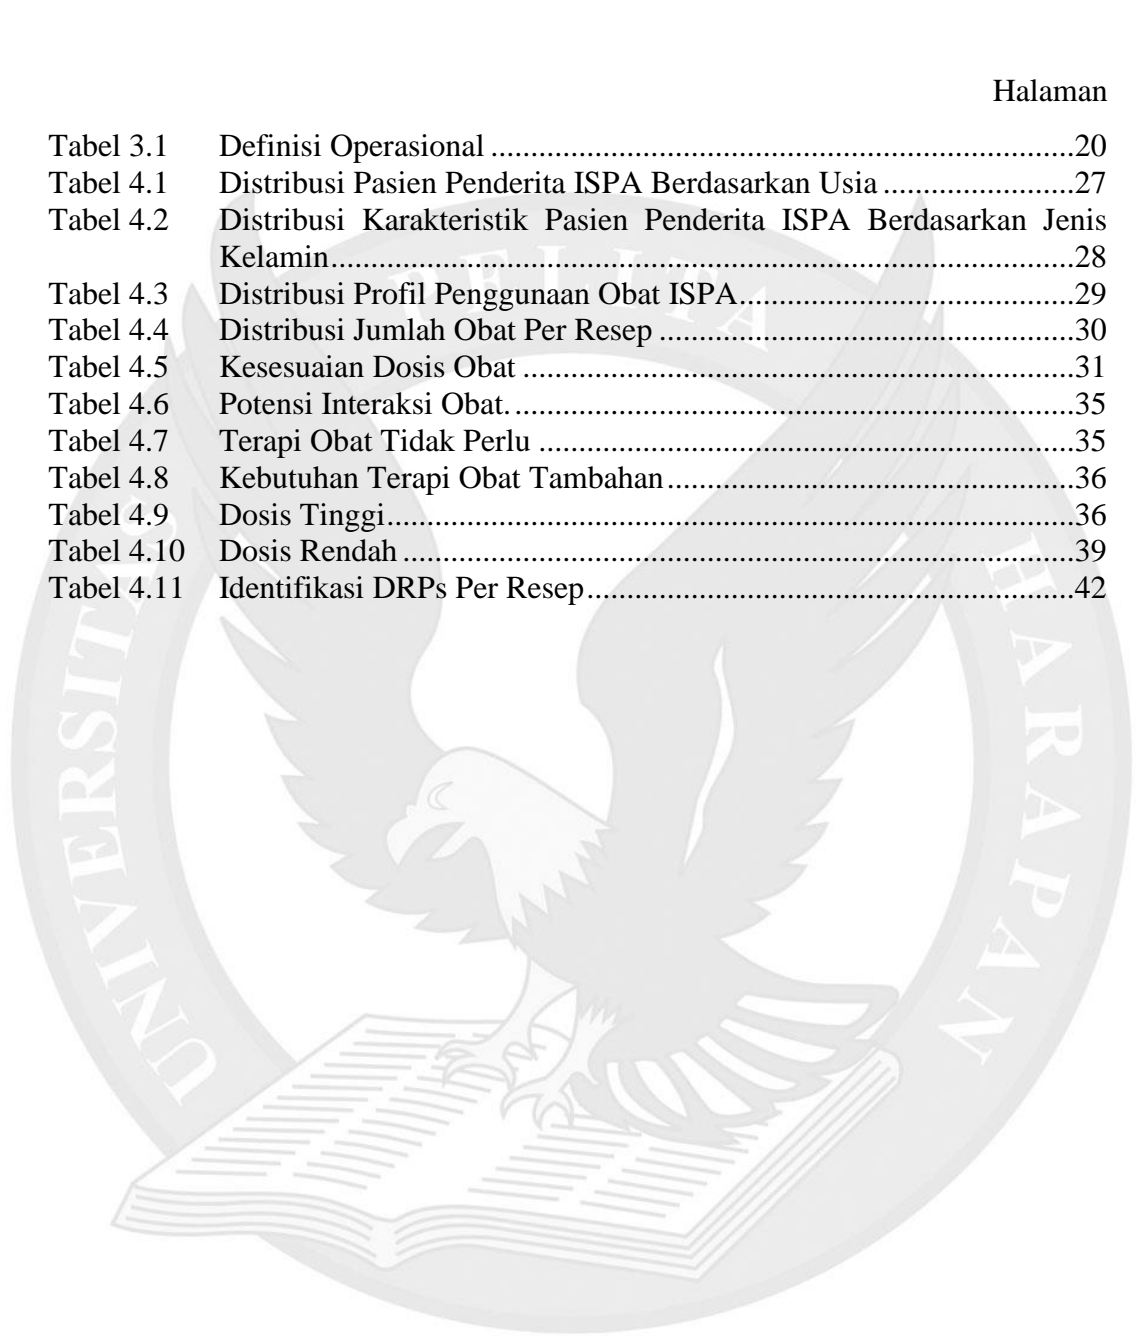 Halaman
Tabel 3.1 Definisi Operasional..............................................................20
Tabel 4.1 Distribusi Pasien Penderita ISPA Berdasarkan Usia.......................27
Tabel 4.2 Distribusi Karakteristik Pasien Penderita ISPA Berdasarkan Jenis
Kelamin...............................................................................28
Tabel 4.3 Distribusi Profil Penggunaan Obat ISPA....................................29
Tabel 4.4 Distribusi Jumlah Obat Per Resep............................................30
Tabel 4.5 Kesesuaian Dosis Obat..........................................................31
Tabel 4.6 Potensi Interaksi Obat...........................................................35
Tabel 4.7 Terapi Obat Tidak Perlu.........................................................35
Tabel 4.8 Kebutuhan Terapi Obat Tambahan............................................36
Tabel 4.9 Dosis Tinggi.........................................................................36
Tabel 4.10 Dosis Rendah.......................................................................39
Tabel 4.11 Identifikasi DRPs Per Resep....................................................42
UNIVERSITAS PELITA HARAPAN